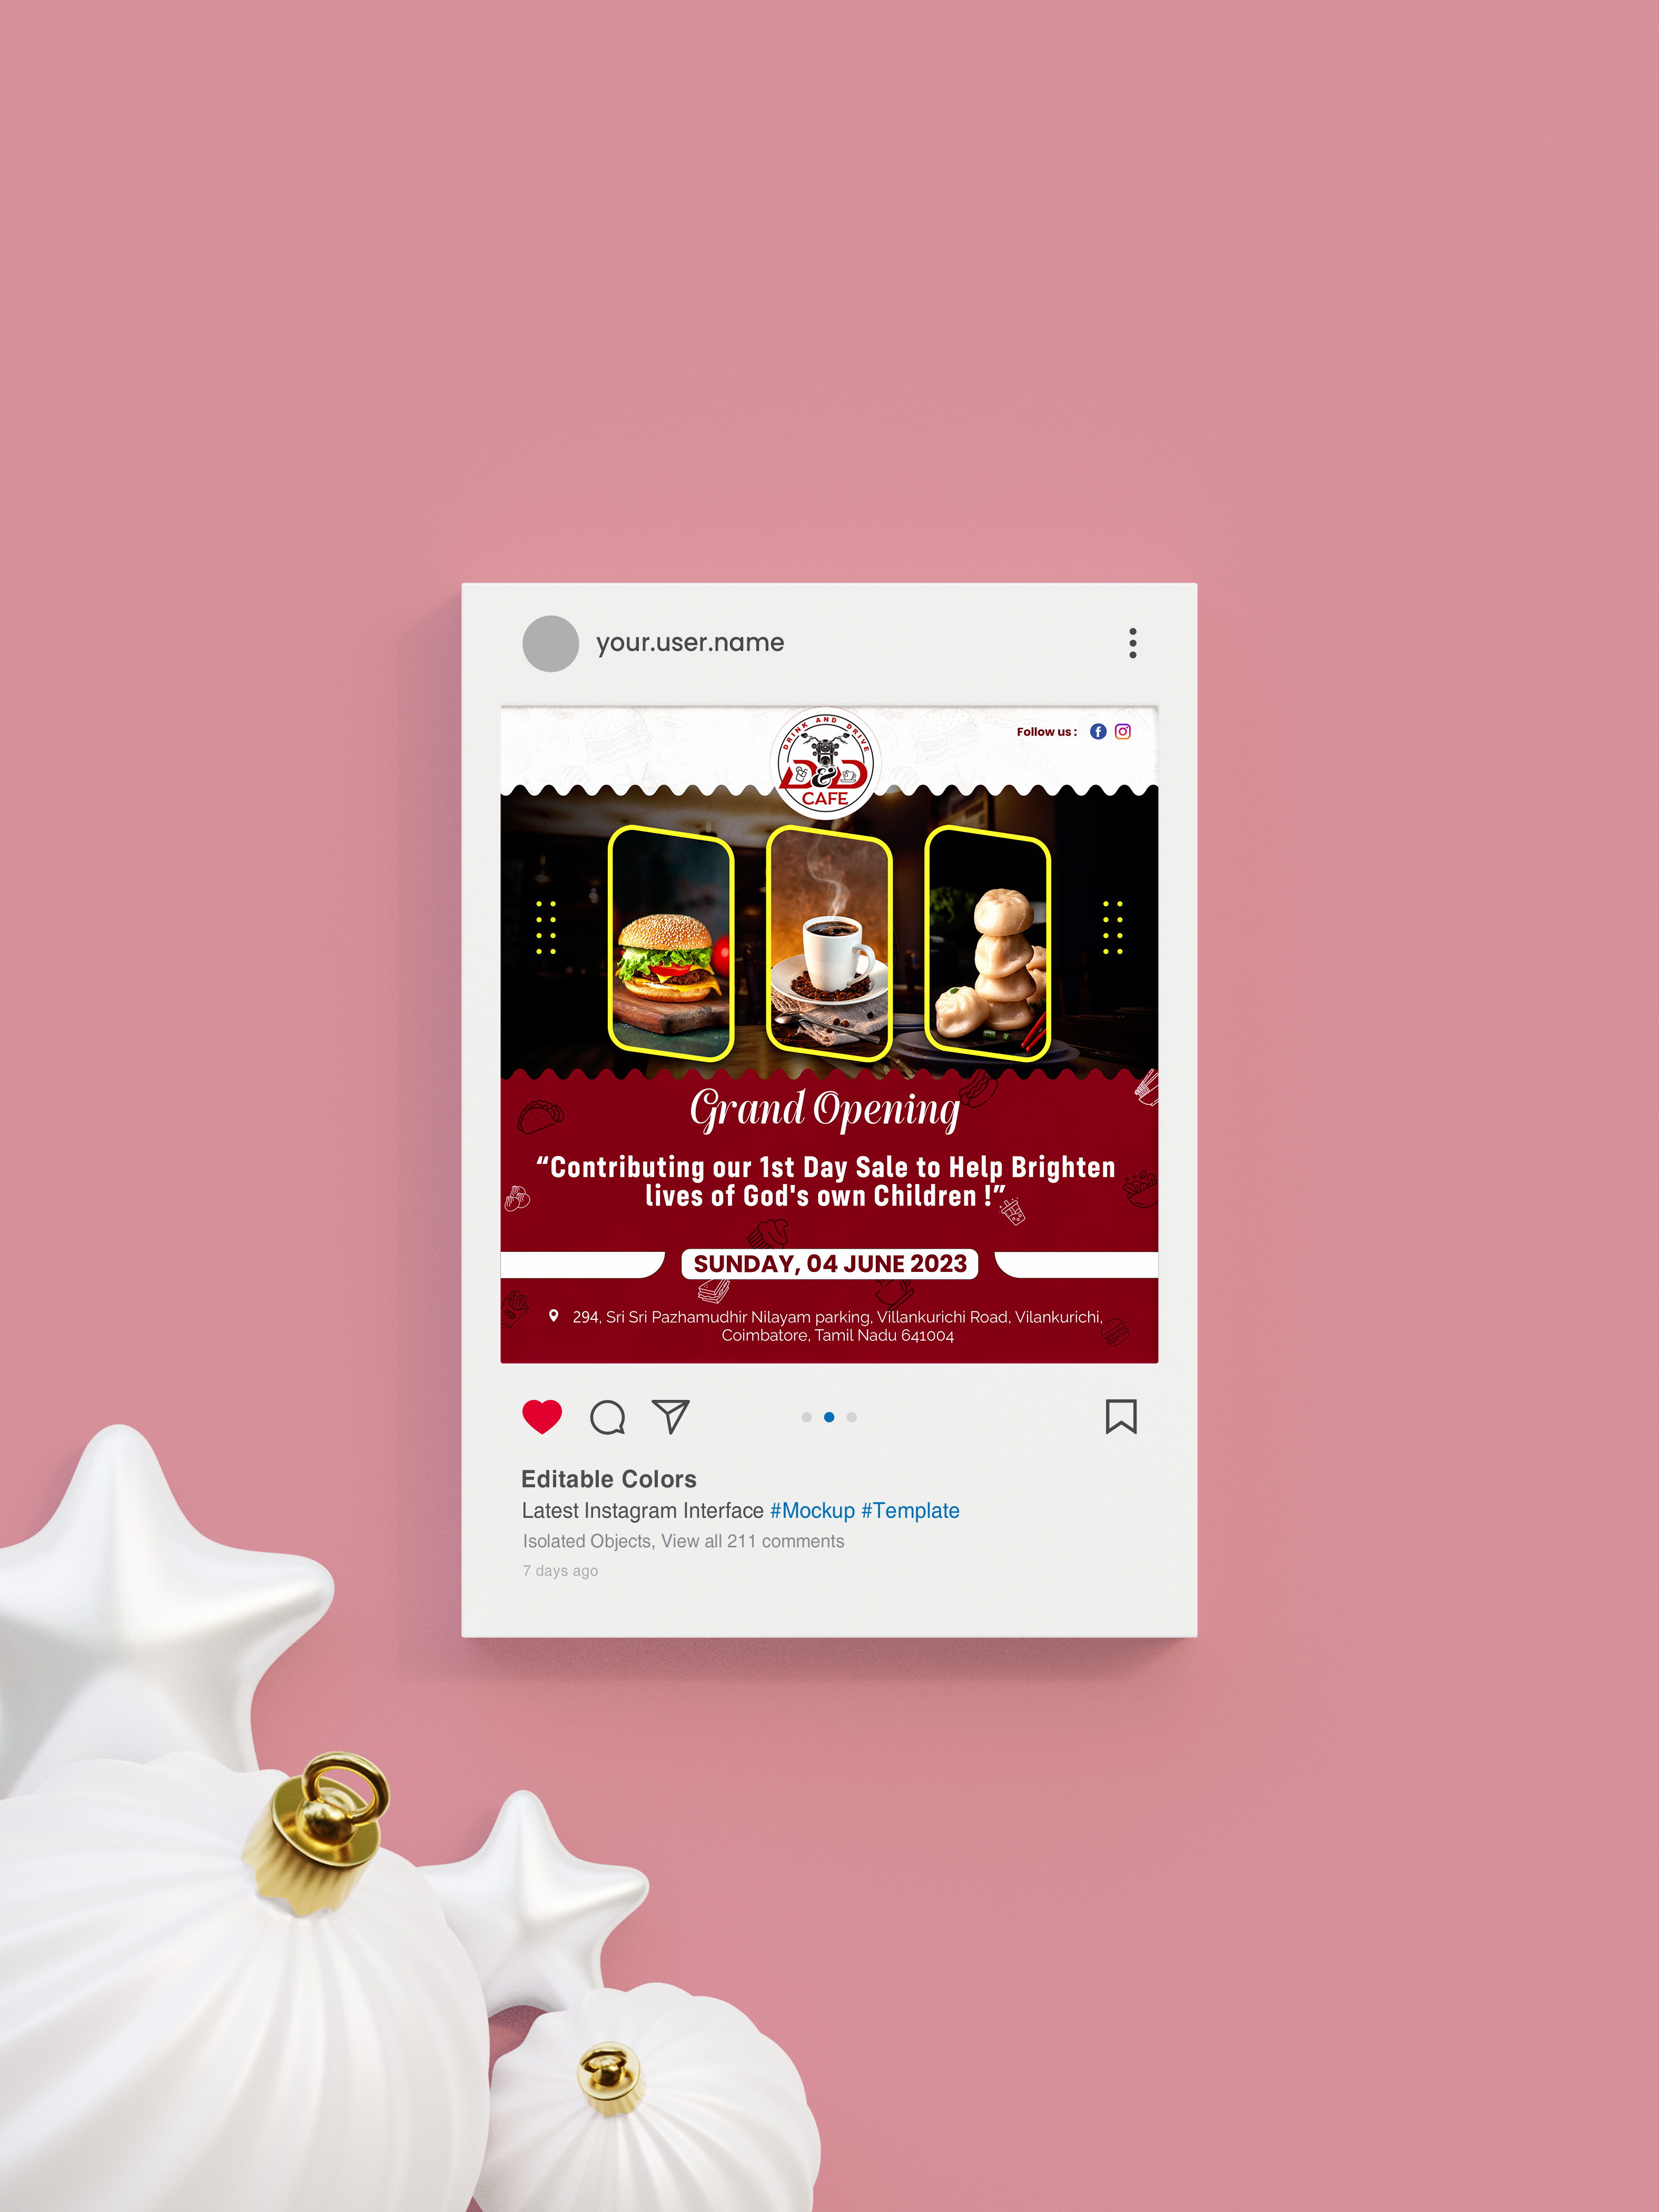 your.user.name
DRINK AND DRIVE
D&D
CAFE
Follow us :
Grand Opening
“Contributing our 1st Day Sale to Help Brighten
lives of God's own Children !”
SUNDAY, 04 JUNE 2023
294, Sri Sri Pazhamudhir Nilayam parking, Villankurichi Road, Vilankurichi,
Coimbatore, Tamil Nadu 641004
Editable Colors
Latest Instagram Interface #Mockup #Template
Isolated Objects, View all 211 comments
7 days ago